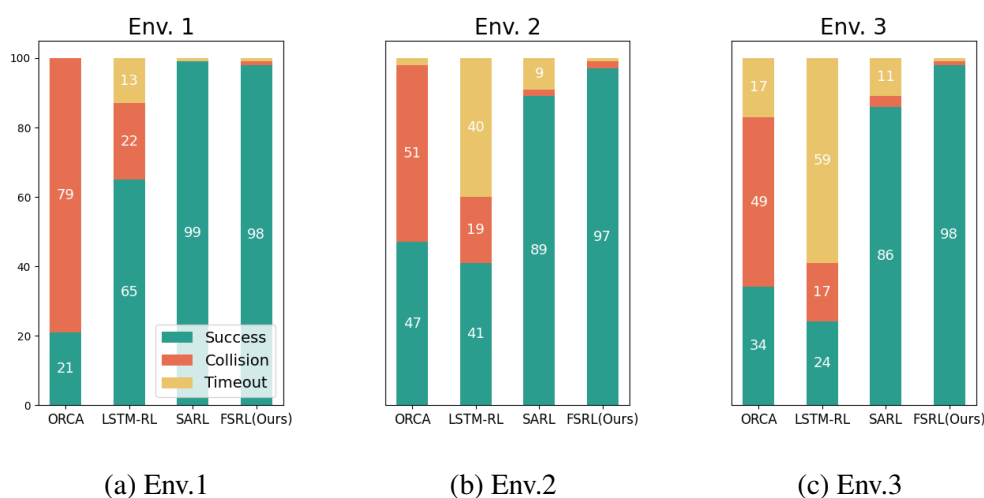 Env. 1
100
80
60
40
20
0
79
21
13
22
65
99
98
Success
Collision
Timeout
ORCA LSTM-RL SARL FSRL(Ours)
(a) Env.1
Env. 2
51
47
40
19
41
9
89
97
ORCA LSTM-RL SARL FSRL(Ours)
(b) Env.2
Env. 3
17
49
34
59
17
24
11
86
98
ORCA LSTM-RL SARL FSRL(Ours)
(c) Env.3